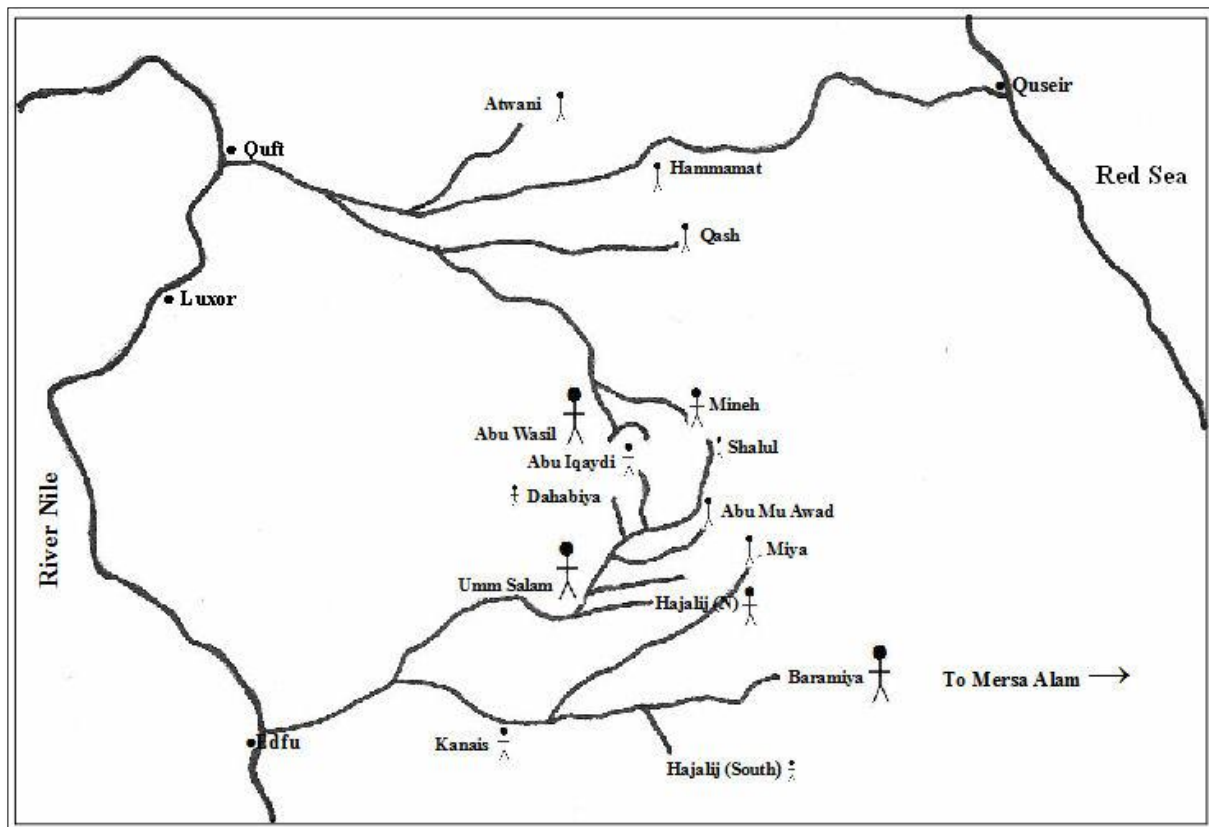 Quseir
Atwani
Quft
Hammamat
Red Sea
Qash
Luxor
Mineh
Abu Wasil
Shalul
Abu Iqaydi
Dahabiya
Abu Mu Awad
River Nile
Miya
Umm Salam
Hajalij (N)
Baramiya
To Mersa Alam
Edfu
Kanais
Hajalij (South)